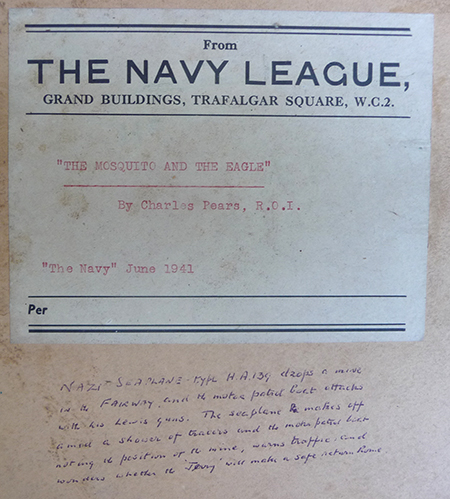 From
THE NAVY LEAGUE,
GRAND BUILDINGS, TRAFALGAR SQUARE, W.C.2.
"THE MOSQUITO AND THE EAGLE"
By Charles Pears, R.O.I.
"The Navy" June 1941
Per
NAZI SEAPLANE type H.A.139 drops a mine
in the FAIRWAY and the motor patrol boat attacks
with his Lewis guns. The seaplane makes off
amid a shower of tracers and the motor patrol boat
noting the position of the mine, warns traffic and
wonders whether the "Jerry" will make a safe return home.